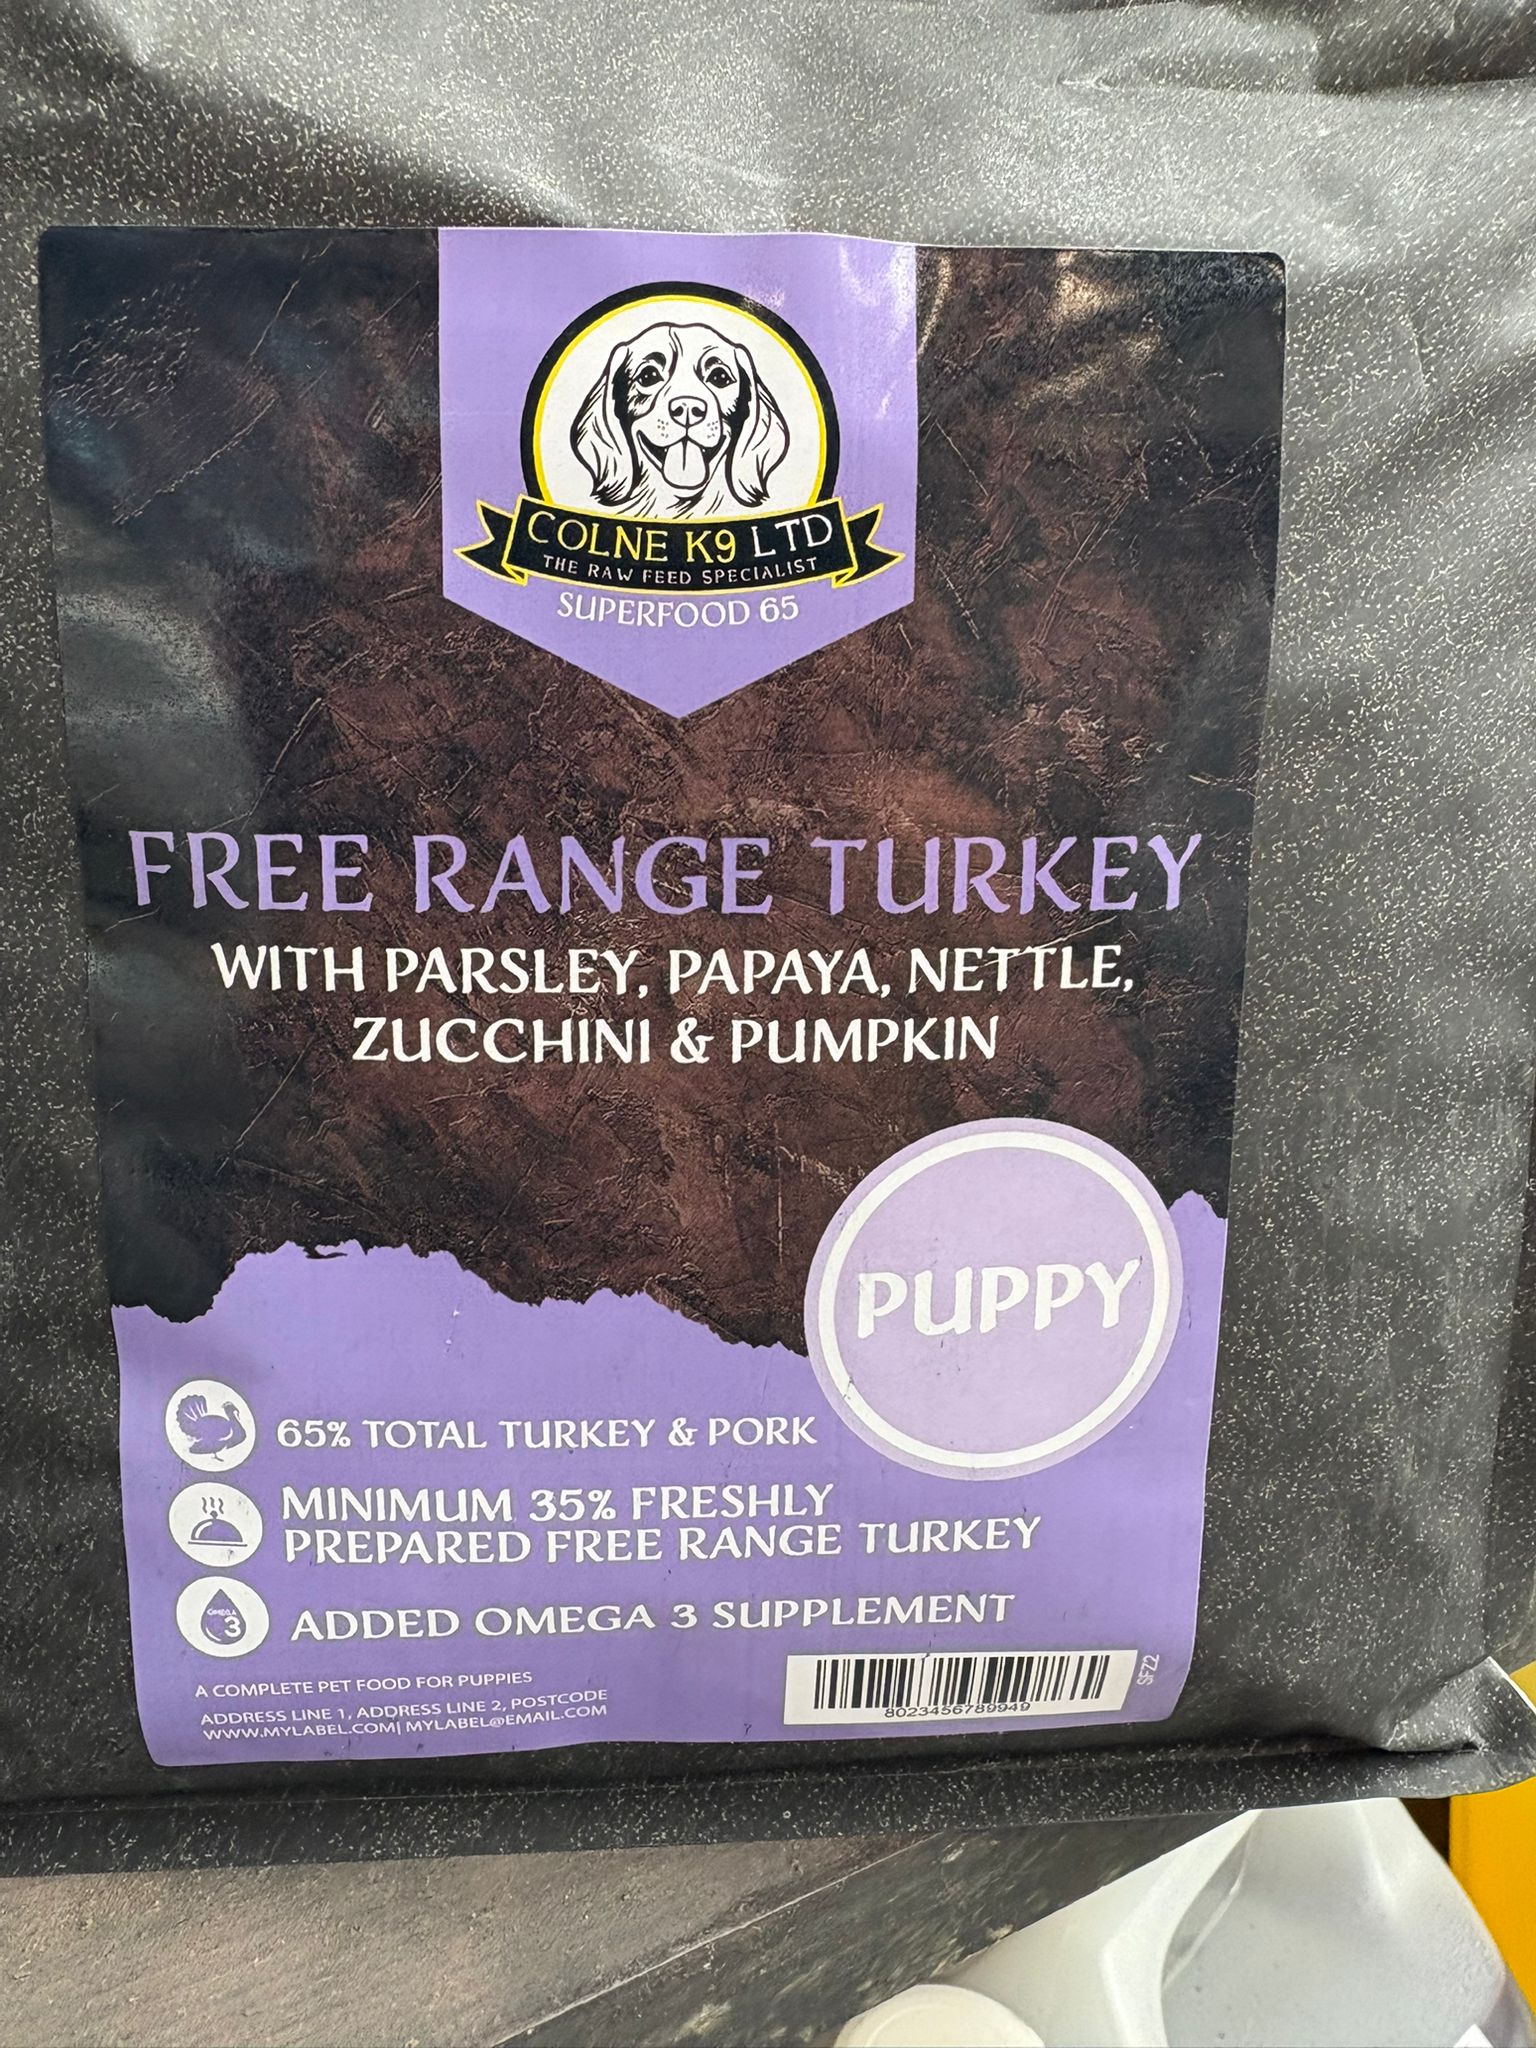 COLNE K9 LTD
THE RAW FEED SPECIALIST
SUPERFOOD 65
FREE RANGE TURKEY
WITH PARSLEY, PAPAYA, NETTLE,
ZUCCHINI & PUMPKIN
PUPPY
65% TOTAL TURKEY & PORK
MINIMUM 35% FRESHLY
PREPARED FREE RANGE TURKEY
OMEGA
3
ADDED OMEGA 3 SUPPLEMENT
A COMPLETE PET FOOD FOR PUPPIES
ADDRESS LINE 1, ADDRESS LINE 2, POSTCODE
WWW.MYLABEL.COM| MYLABEL@EMAIL.COM
8023456789949
SFZ2